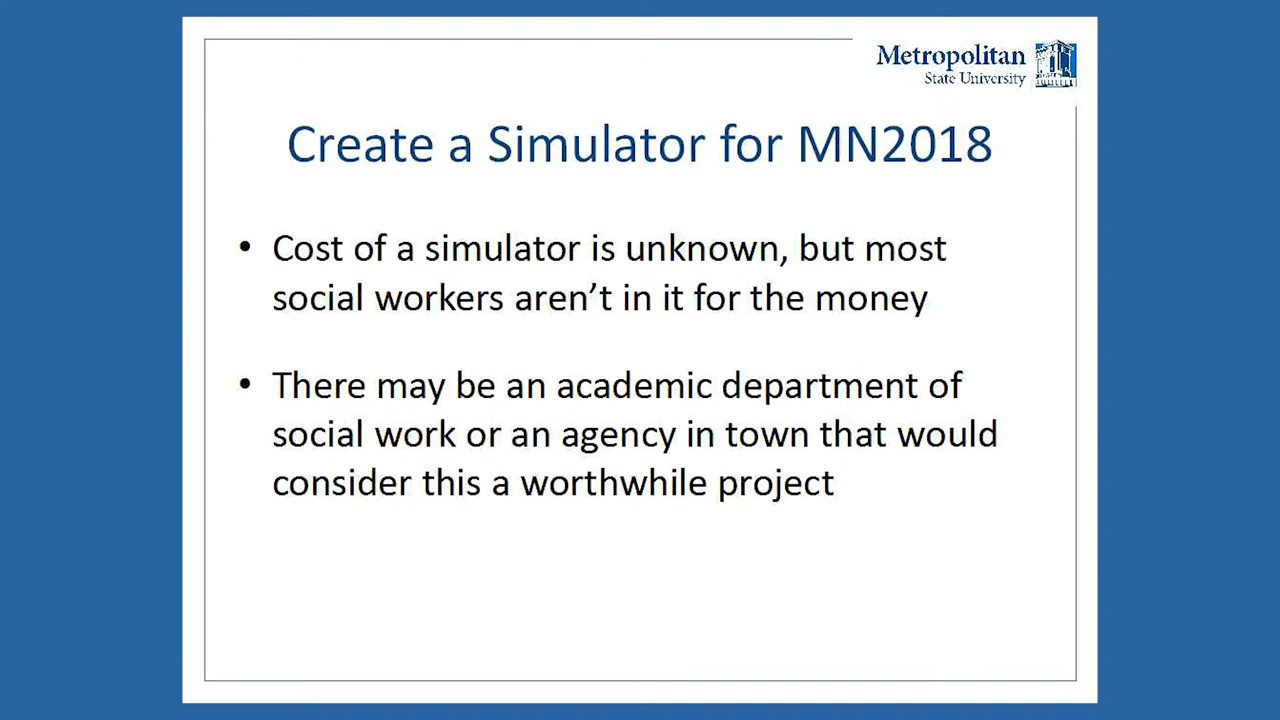 Metropolitan
State University
Create a Simulator for MN2018
• Cost of a simulator is unknown, but most
social workers aren’t in it for the money
• There may be an academic department of
social work or an agency in town that would
consider this a worthwhile project